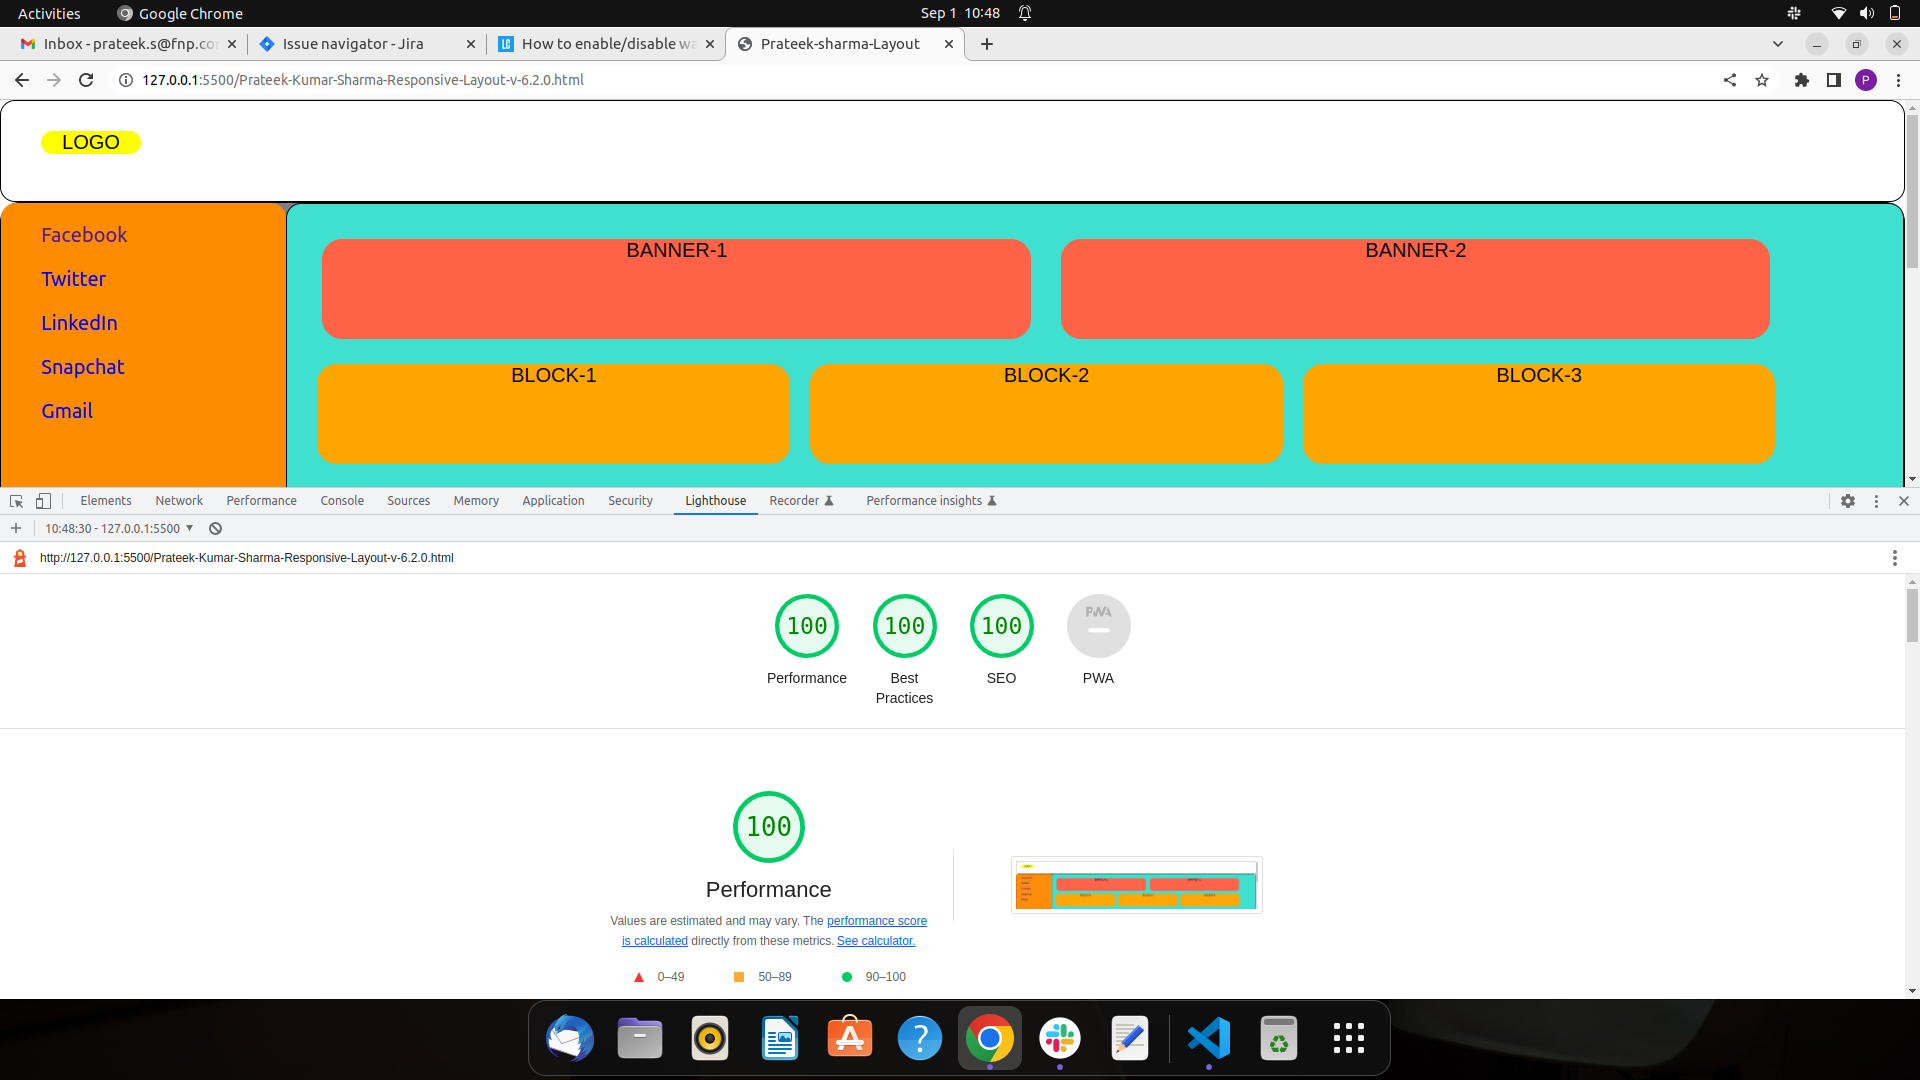 Activities Google Chrome Sep 1 10:48
Inbox - prateek.s@fnp.co Issue navigator - Jira How to enable/disable wa Prateek-sharma-Layout
127.0.0.1:5500/Prateek-Kumar-Sharma-Responsive-Layout-v-6.2.0.html P
LOGO
Facebook
Twitter
LinkedIn
Snapchat
Gmail
BANNER-1 BANNER-2
BLOCK-1 BLOCK-2 BLOCK-3
Elements Network Performance Console Sources Memory Application Security Lighthouse Recorder Performance insights
10:48:30 - 127.0.0.1:5500
http://127.0.0.1:5500/Prateek-Kumar-Sharma-Responsive-Layout-v-6.2.0.html
100 100 100 PWA
Performance Best Practices SEO PWA
100
Performance
Values are estimated and may vary. The performance score
is calculated directly from these metrics. See calculator.
0–49 50–89 90–100